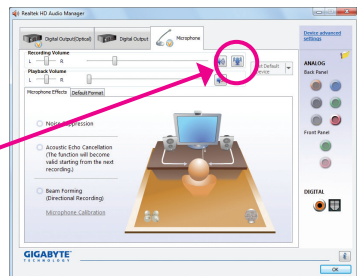 Realtek HD Audio Manager
Digital Output(Optical)
Digital Output
Microphone
Device advanced
settings
Recording Volume
L
R
Default
Device
Playback Volume
L
R
Microphone Effects
Default Format
ANALOG
Back Panel
Noise Suppression
Acoustic Echo Cancellation
(The function will become
valid starting from the next
recording.)
Beam Forming
(Directional Recording)
Microphone Calibration
Front Panel
DIGITAL
GIGABYTE
TECHNOLOGY
OK